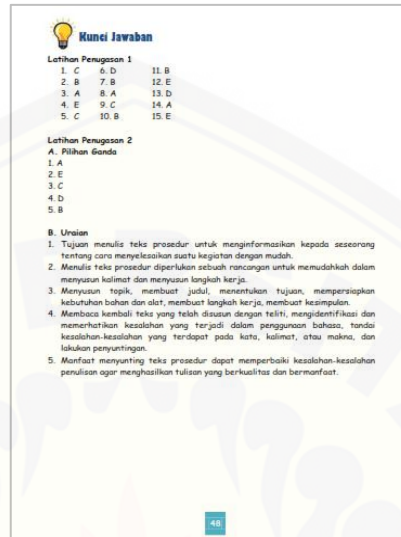 Kunci Jawaban
Latihan Penugasan 1
1. C 6. D 11. B
2. B 7. B 12. E
3. A 8. A 13. D
4. E 9. C 14. A
5. C 10. B 15. E
Latihan Penugasan 2
A. Pilihan Ganda
1. A
2. E
3. C
4. D
5. B
B. Uraian
1. Tujuan menulis teks prosedur untuk menginformasikan kepada seseorang
tentang cara menyelesaikan suatu kegiatan dengan mudah.
2. Menulis teks prosedur diperlukan sebuah rancangan untuk memudahkah dalam
menyusun kalimat dan menyusun langkah kerja.
3. Menyusun topik, membuat judul, menentukan tujuan, mempersiapkan
kebutuhan bahan dan alat, membuat langkah kerja, membuat kesimpulan.
4. Membaca kembali teks yang telah disusun dengan teliti, mengidentifikasi dan
memerhatikan kesalahan yang terjadi dalam penggunaan bahasa, tandai
kesalahan-kesalahan yang terdapat pada kata, kalimat, atau makna, dan
lakukan penyuntingan.
5. Manfaat menyunting teks prosedur dapat memperbaiki kesalahan-kesalahan
penulisan agar menghasilkan tulisan yang berkualitas dan bermanfaat.
48